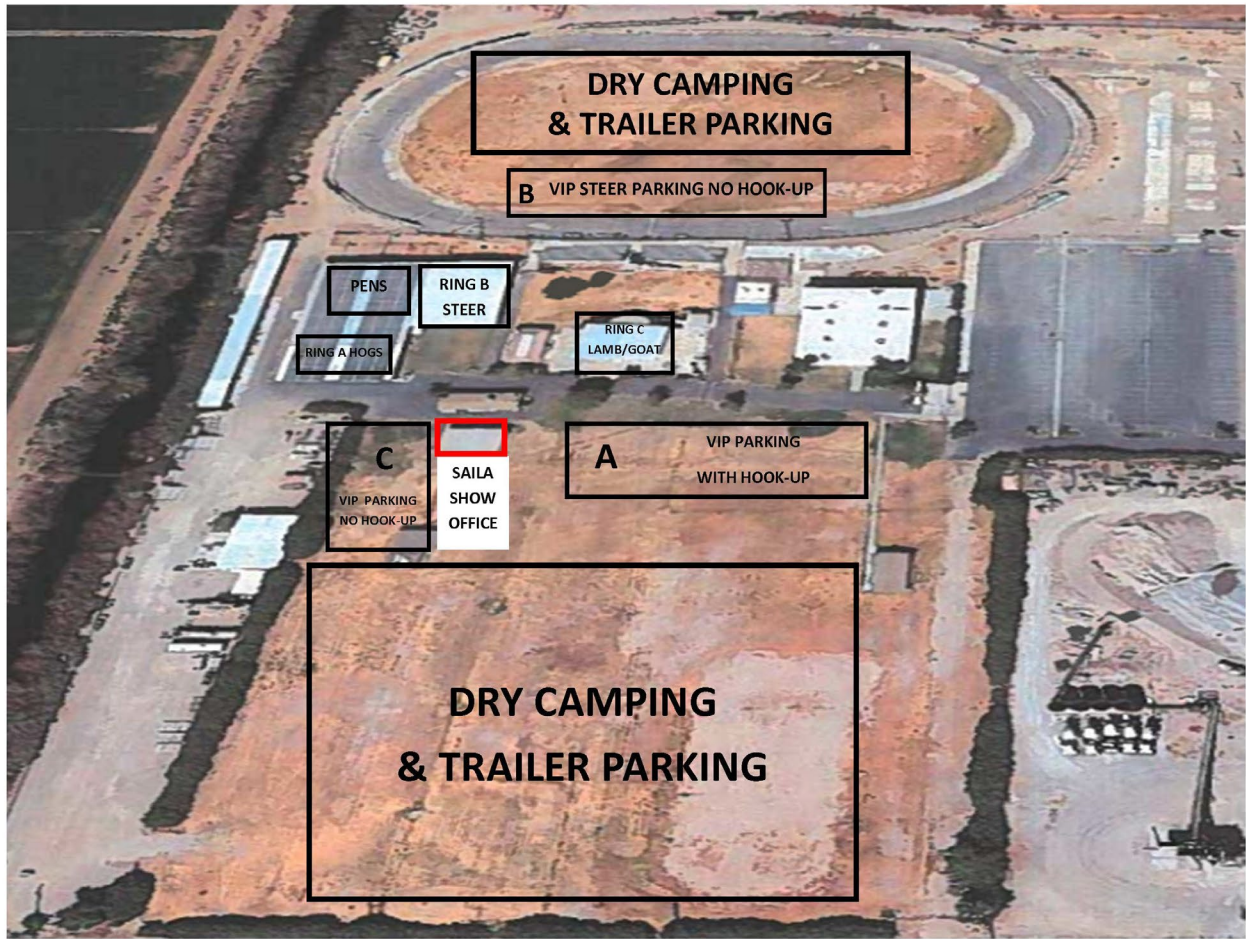 DRY CAMPING
& TRAILER PARKING
B VIP STEER PARKING NO HOOK-UP
PENS
RING B
STEER
RING A HOGS
RING C
LAMB/GOAT
C
VIP PARKING
NO HOOK-UP
SAILA
SHOW
OFFICE
A
VIP PARKING
WITH HOOK-UP
DRY CAMPING
& TRAILER PARKING